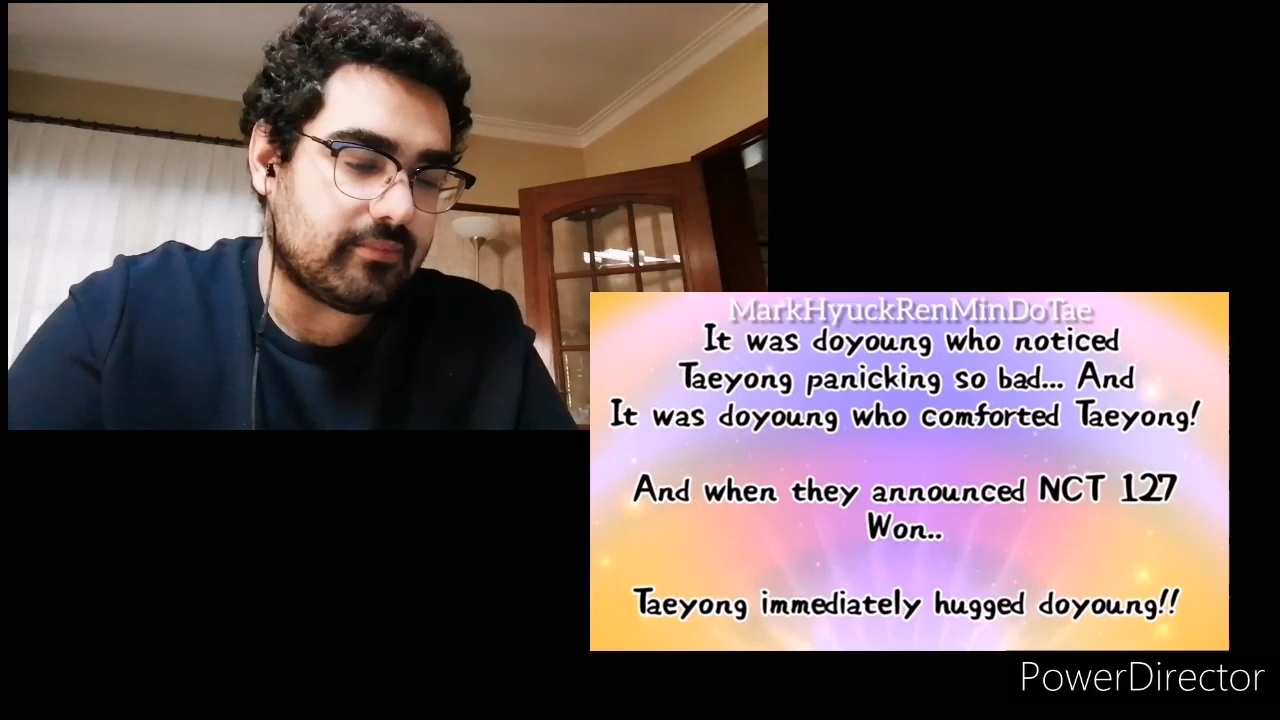 MarkHyuckRenMinDoTae
It was doyoung who noticed
Taeyong panicking so bad... And
It was doyoung who comforted Taeyong!
And when they announced NCT 127
Won..
Taeyong immediately hugged doyoung!!
PowerDirector